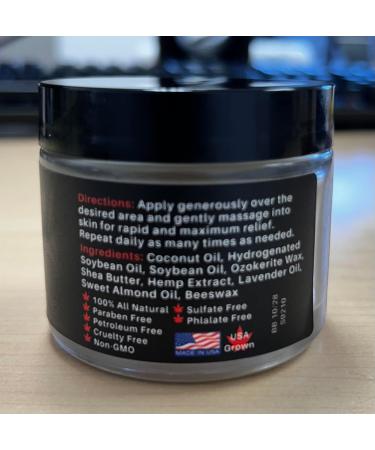 Directions: Apply generously over the
desired area and gently massage into
skin for rapid and maximum relief.
Repeat daily as many times as needed.
Ingredients: Coconut Oil, Hydrogenated
Soybean Oil, Soybean Oil, Ozokerite Wax,
Shea Butter, Hemp Extract, Lavender Oil,
Sweet Almond Oil, Beeswax
100% All Natural
Paraben Free
Petroleum Free
Cruelty Free
Non-GMO
Sulfate Free
Phlalate Free
MADE IN USA
USA
Grown
BB 10/28
S9210